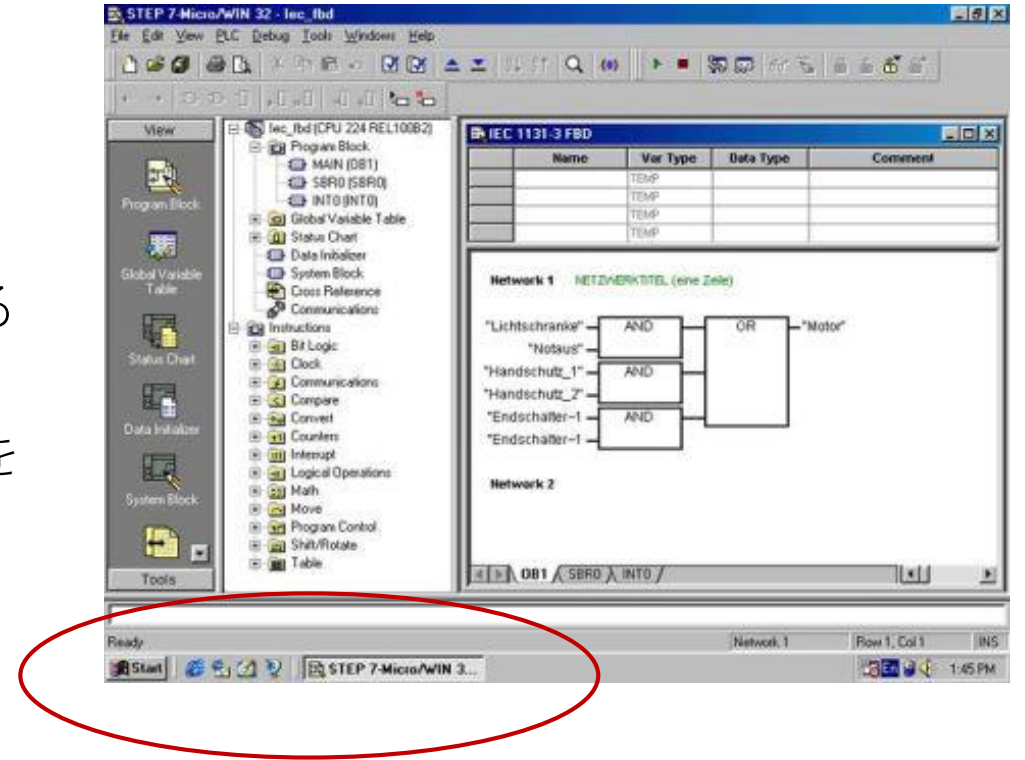 STEP 7-Micro/WIN 32 - Iec_fbd
File Edit View PLC Debug Tools Windows Help
View
Program Block
Global Variable
Table
Status Chart
Data Initializer
System Block
Tools
る
を
Iec_fbd (CPU 224 REL100B2)
Program Block
MAIN (OB1)
SBR0 (SBR0)
INT0 (INT0)
Global Variable Table
Status Chart
Data Initializer
System Block
Cross Reference
Communications
Instructions
Bit Logic
Clock
Communications
Compare
Convert
Counters
Interrupt
Logical Operations
Math
Move
Program Control
Shift/Rotate
Table
IEC 1131-3 FBD
Name Var Type Data Type Comment
TEMP
TEMP
TEMP
TEMP
Network 1 NETZWERKTITEL (eine Zeile)
"Lichtschranke" AND OR "Motor"
"Notaus"
"Handschutz_1" AND
"Handschutz_2"
"Endschalter~1 AND
"Endschalter~1
Network 2
OB1 SBR0 INT0
Ready Network 1 Row 1, Col 1 INS
Start STEP 7-Micro/WIN 3... En 1:45 PM